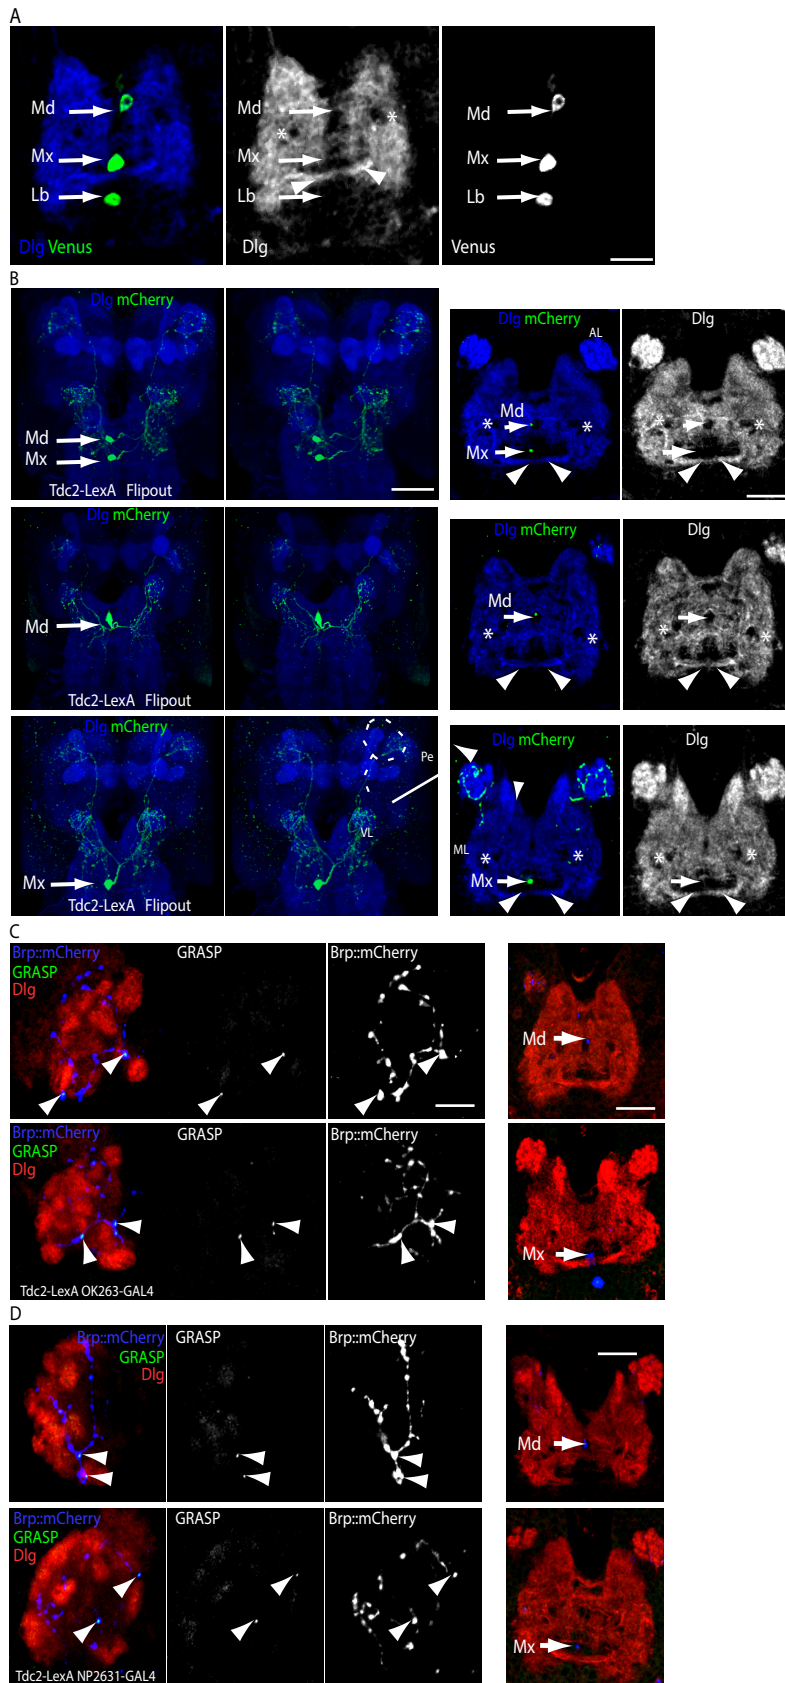 A
Md
Mx
Lb
Dlg Venus
Md
*
*
Mx
Lb
Dlg
Md
Mx
Lb
Venus
B
Dlg mCherry
Md
Mx
Tdc2-LexA Flipout
Dlg mCherry
AL
Md
*
*
Mx
Dlg
*
*
Dlg mCherry
Md
Tdc2-LexA Flipout
Dlg mCherry
Md
*
*
Dlg
*
*
Dlg mCherry
Mx
Tdc2-LexA Flipout
Pe
VL
Dlg mCherry
ML
*
*
Mx
Dlg
*
*
C
Brp::mCherry
GRASP
Dlg
GRASP
Brp::mCherry
Md
Brp::mCherry
GRASP
Dlg
Tdc2-LexA OK263-GAL4
GRASP
Brp::mCherry
Mx
D
Brp::mCherry
GRASP
Dlg
GRASP
Brp::mCherry
Md
Brp::mCherry
GRASP
Dlg
Tdc2-LexA NP2631-GAL4
GRASP
Brp::mCherry
Mx